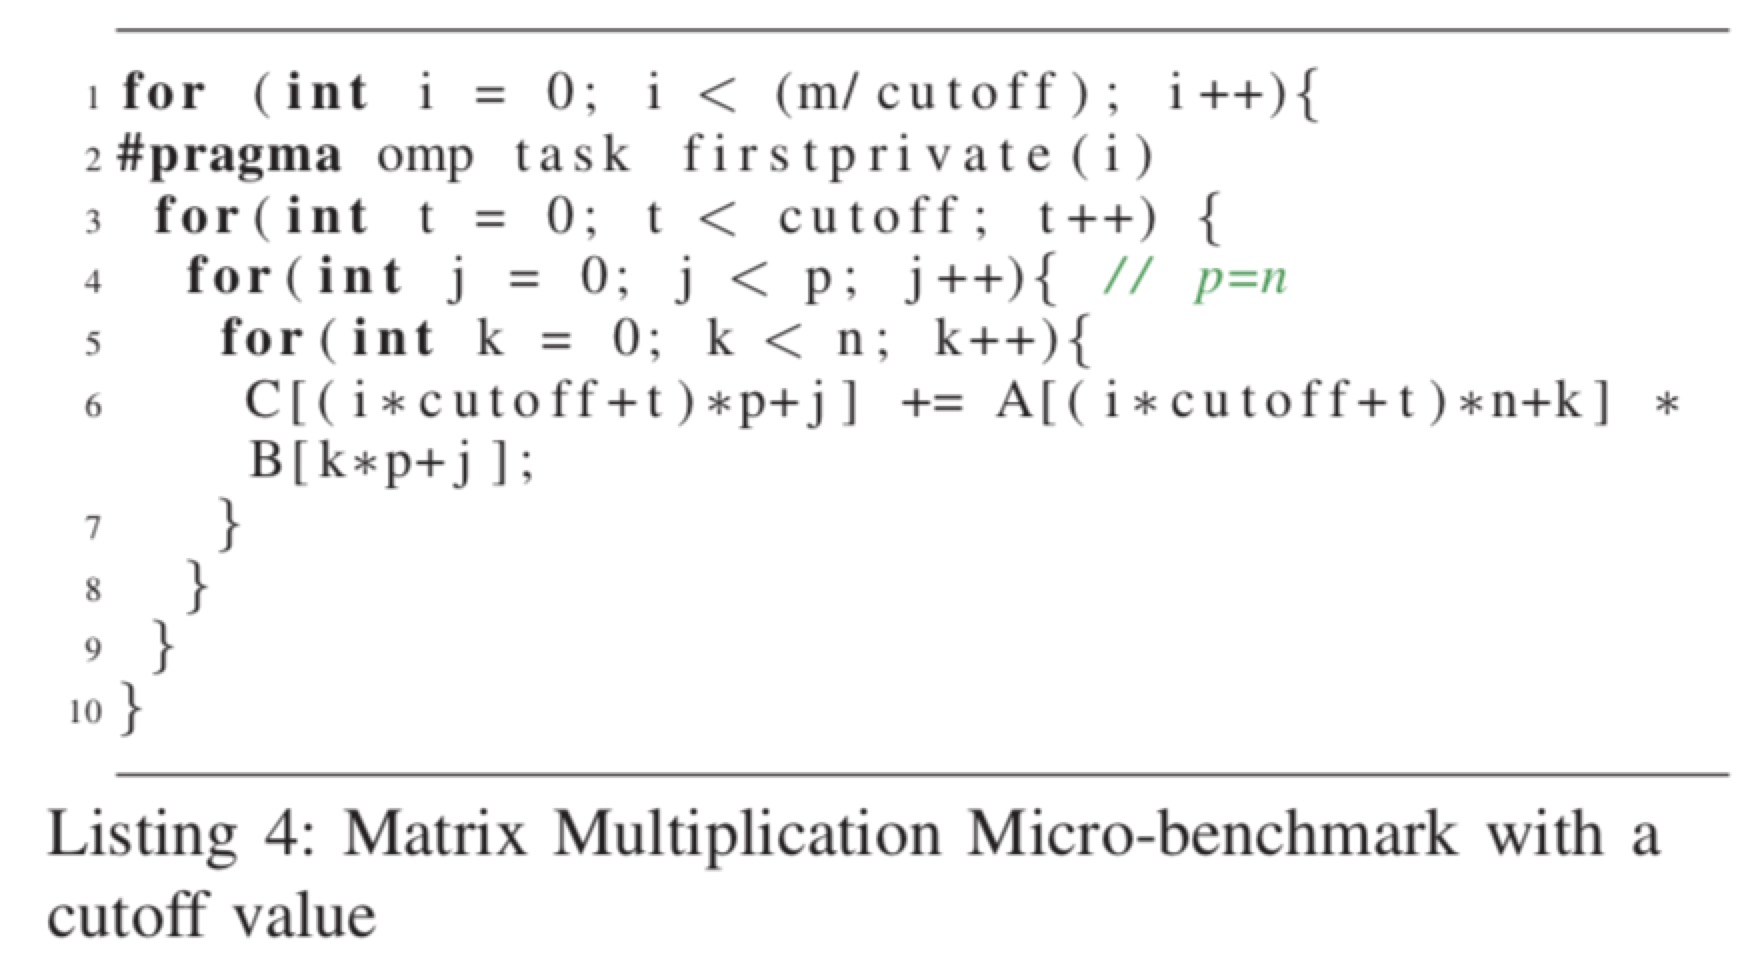 1 for (int i = 0; i < (m/cutoff); i++){
2 #pragma omp task firstprivate(i)
3 for(int t = 0; t < cutoff; t++) {
4 for(int j = 0; j < p; j++){ // p=n
5 for(int k = 0; k < n; k++){
6 C[(i*cutoff+t)*p+j] += A[(i*cutoff+t)*n+k] *
B[k*p+j];
7 }
8 }
9 }
10 }
Listing 4: Matrix Multiplication Micro-benchmark with a
cutoff value